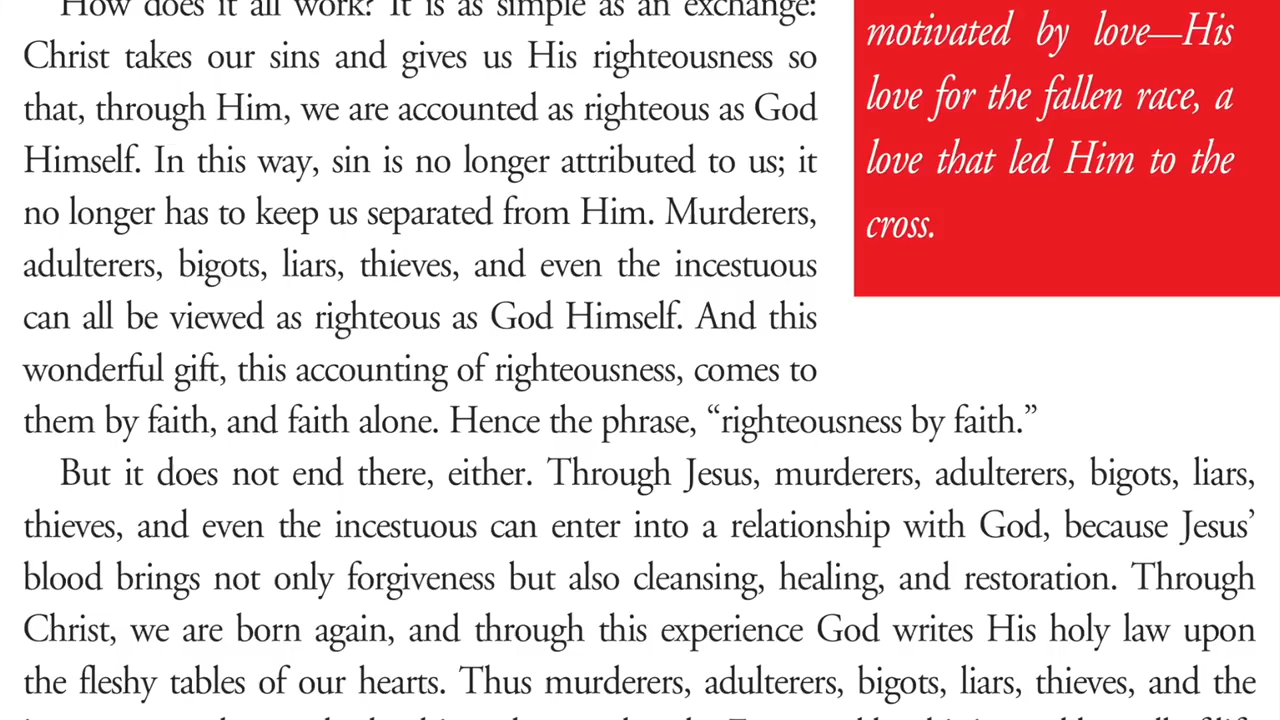 How does it all work? It is as simple as an exchange:
Christ takes our sins and gives us His righteousness so
that, through Him, we are accounted as righteous as God
Himself. In this way, sin is no longer attributed to us; it
no longer has to keep us separated from Him. Murderers,
adulterers, bigots, liars, thieves, and even the incestuous
can all be viewed as righteous as God Himself. And this
wonderful gift, this accounting of righteousness, comes to
them by faith, and faith alone. Hence the phrase, “righteousness by faith.”
But it does not end there, either. Through Jesus, murderers, adulterers, bigots, liars,
thieves, and even the incestuous can enter into a relationship with God, because Jesus’
blood brings not only forgiveness but also cleansing, healing, and restoration. Through
Christ, we are born again, and through this experience God writes His holy law upon
the fleshy tables of our hearts. Thus murderers, adulterers, bigots, liars, thieves, and the
motivated by love—His
love for the fallen race, a
love that led Him to the
cross.